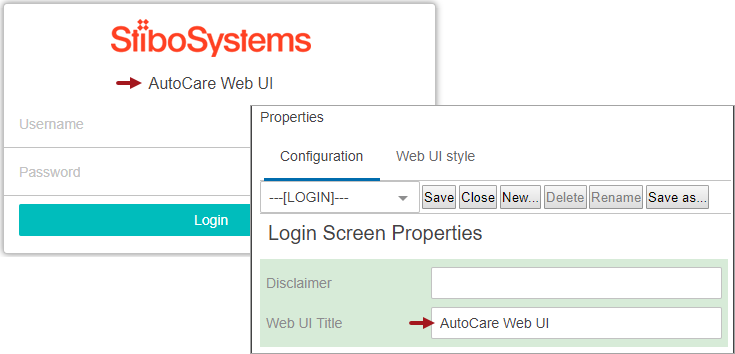 StiboSystems
AutoCare Web UI
Username
Password
Login
Properties
Configuration Web UI style
---[LOGIN]--- Save Close New... Delete Rename Save as...
Login Screen Properties
Disclaimer
Web UI Title AutoCare Web UI